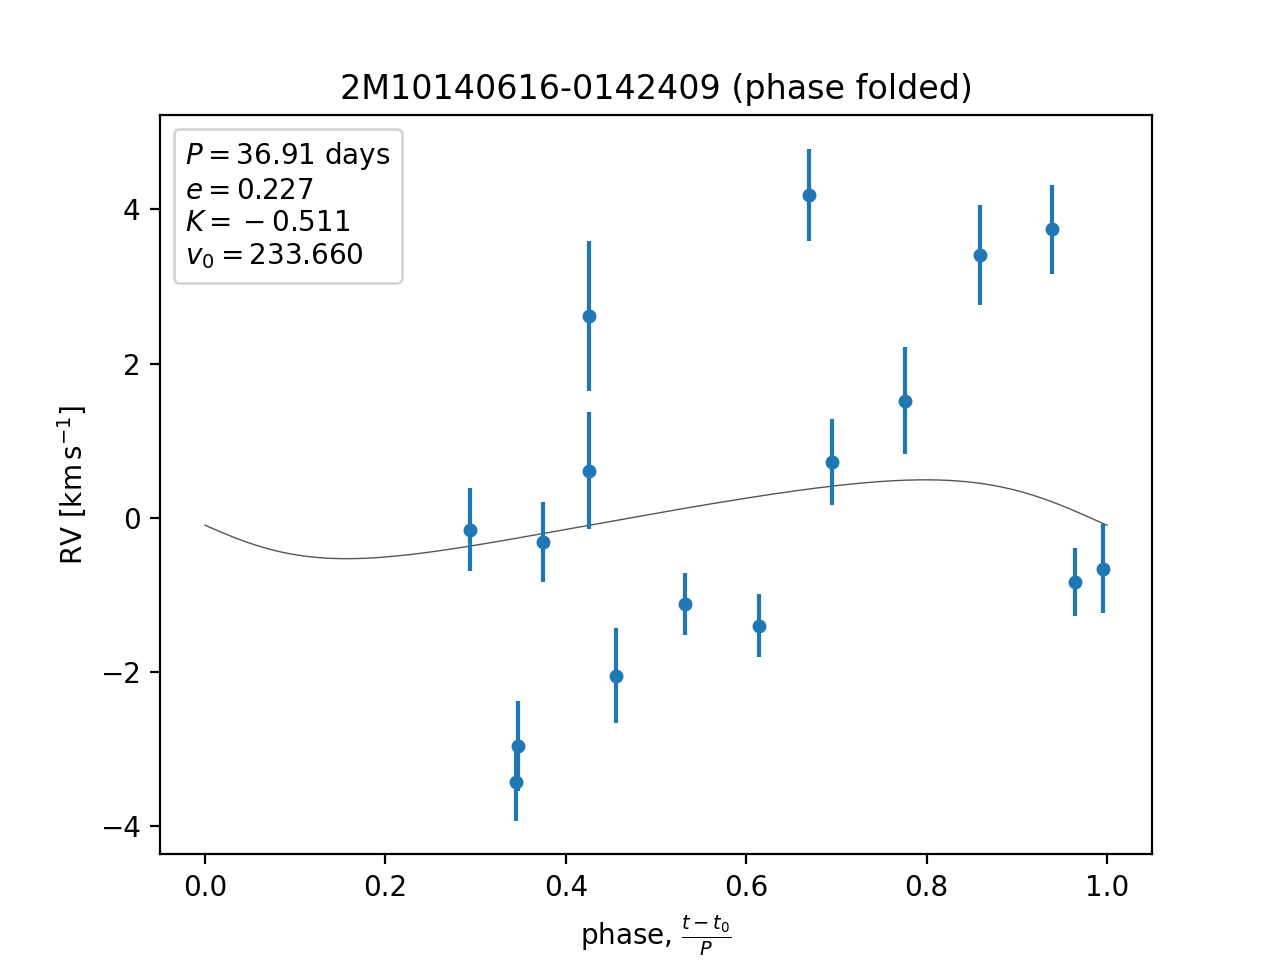 2M10140616-0142409 (phase folded)
P = 36.91 days
e = 0.227
K = −0.511
v₀ = 233.660
RV [km s⁻¹]
4
2
0
−2
−4
0.0 0.2 0.4 0.6 0.8 1.0
phase, (t − t₀)/P